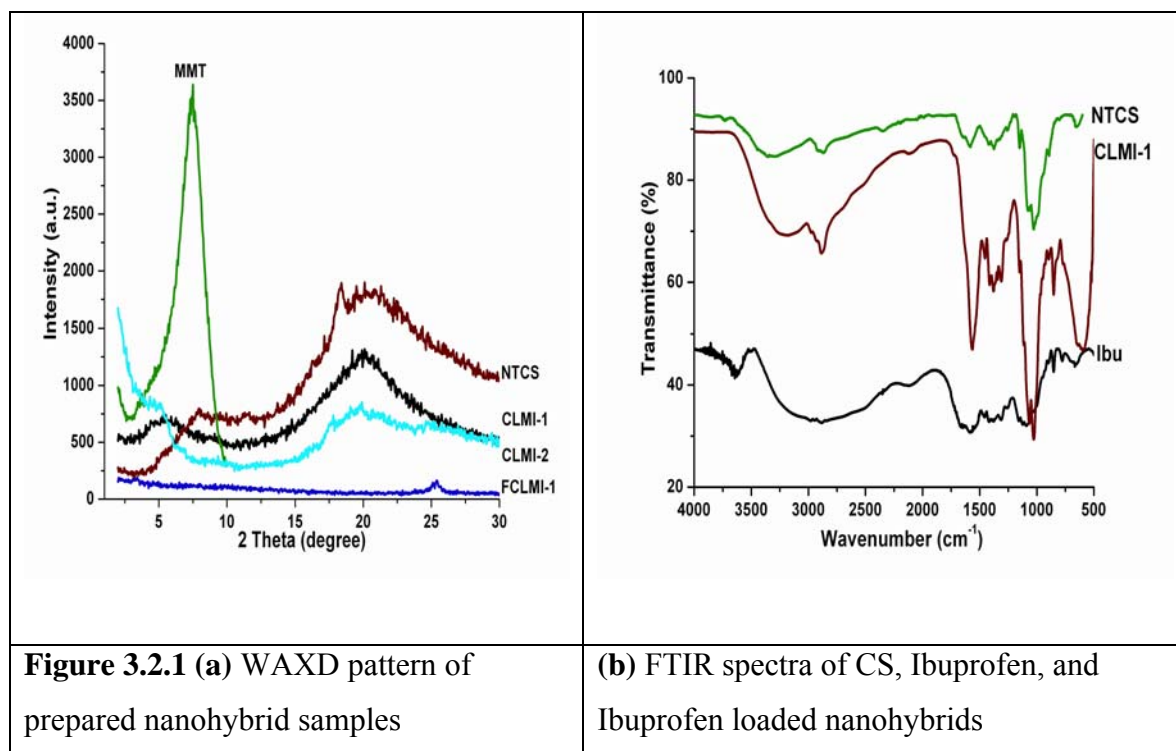 4000
3500
3000
2500
2000
1500
1000
500
0
Intensity (a.u.)
MMT
NTCS
CLMI-1
CLMI-2
FCLMI-1
5 10 15 20 25 30
2 Theta (degree)
100
80
60
40
20
Transmittance (%)
NTCS
CLMI-1
Ibu
4000 3500 3000 2500 2000 1500 1000 500
Wavenumber (cm⁻¹)
Figure 3.2.1 (a) WAXD pattern of
prepared nanohybrid samples
(b) FTIR spectra of CS, Ibuprofen, and
Ibuprofen loaded nanohybrids